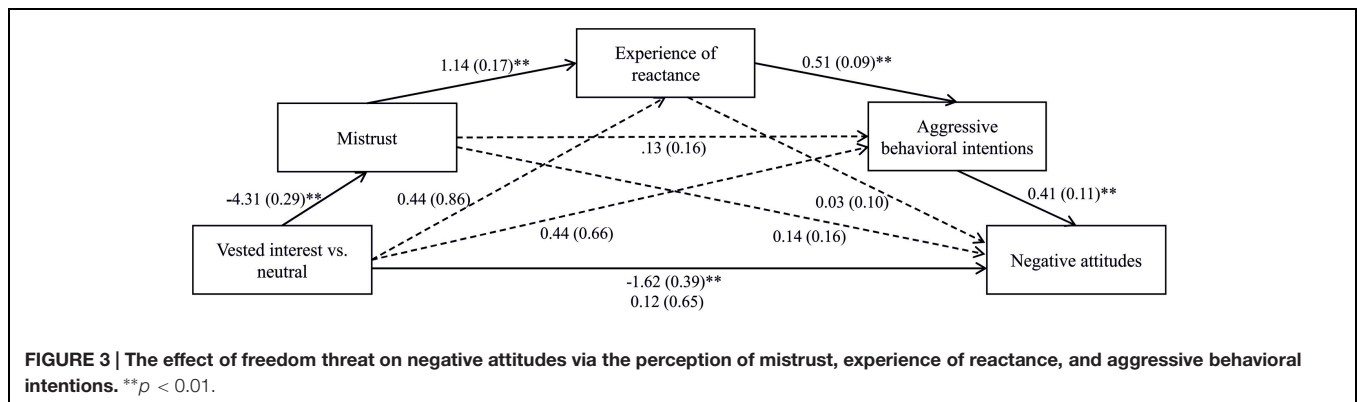 Experience of
reactance
1.14 (0.17)**
0.51 (0.09)**
Mistrust
Aggressive
behavioral intentions
.13 (0.16)
-4.31 (0.29)**
0.44 (0.86)
0.03 (0.10)
0.41 (0.11)**
0.44 (0.66)
0.14 (0.16)
Vested interest vs.
neutral
Negative attitudes
-1.62 (0.39)**
0.12 (0.65)
FIGURE 3 | The effect of freedom threat on negative attitudes via the perception of mistrust, experience of reactance, and aggressive behavioral
intentions. **p < 0.01.